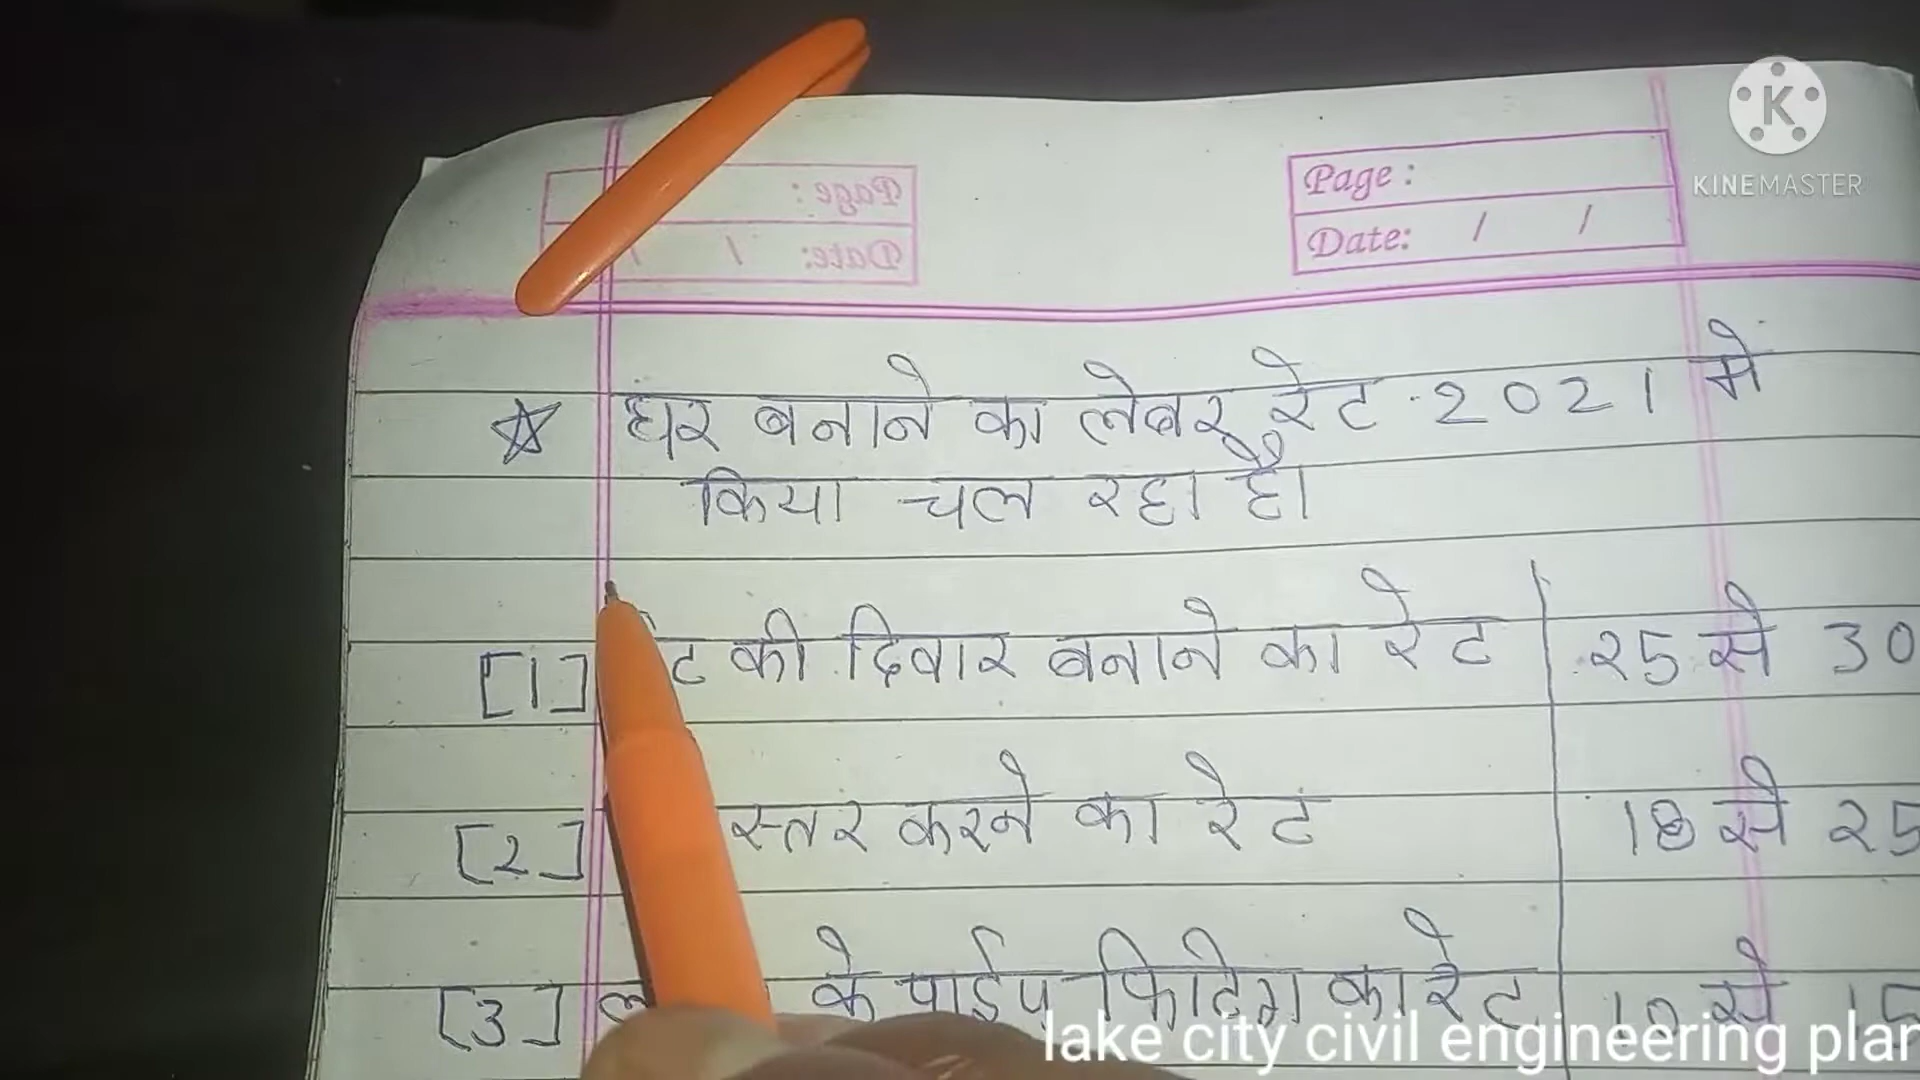 K
KINEMASTER
Page :
Date: / /
घर बनाने का लेबर रेट 2021 मे
किया चल रहा है।
[1] की दिवार बनाने का रेट 25 से 30
[2] करने का रेट 18 से 25
[3] के पाईप फिटिंग का रेट 10 से 15
lake city civil engineering plan